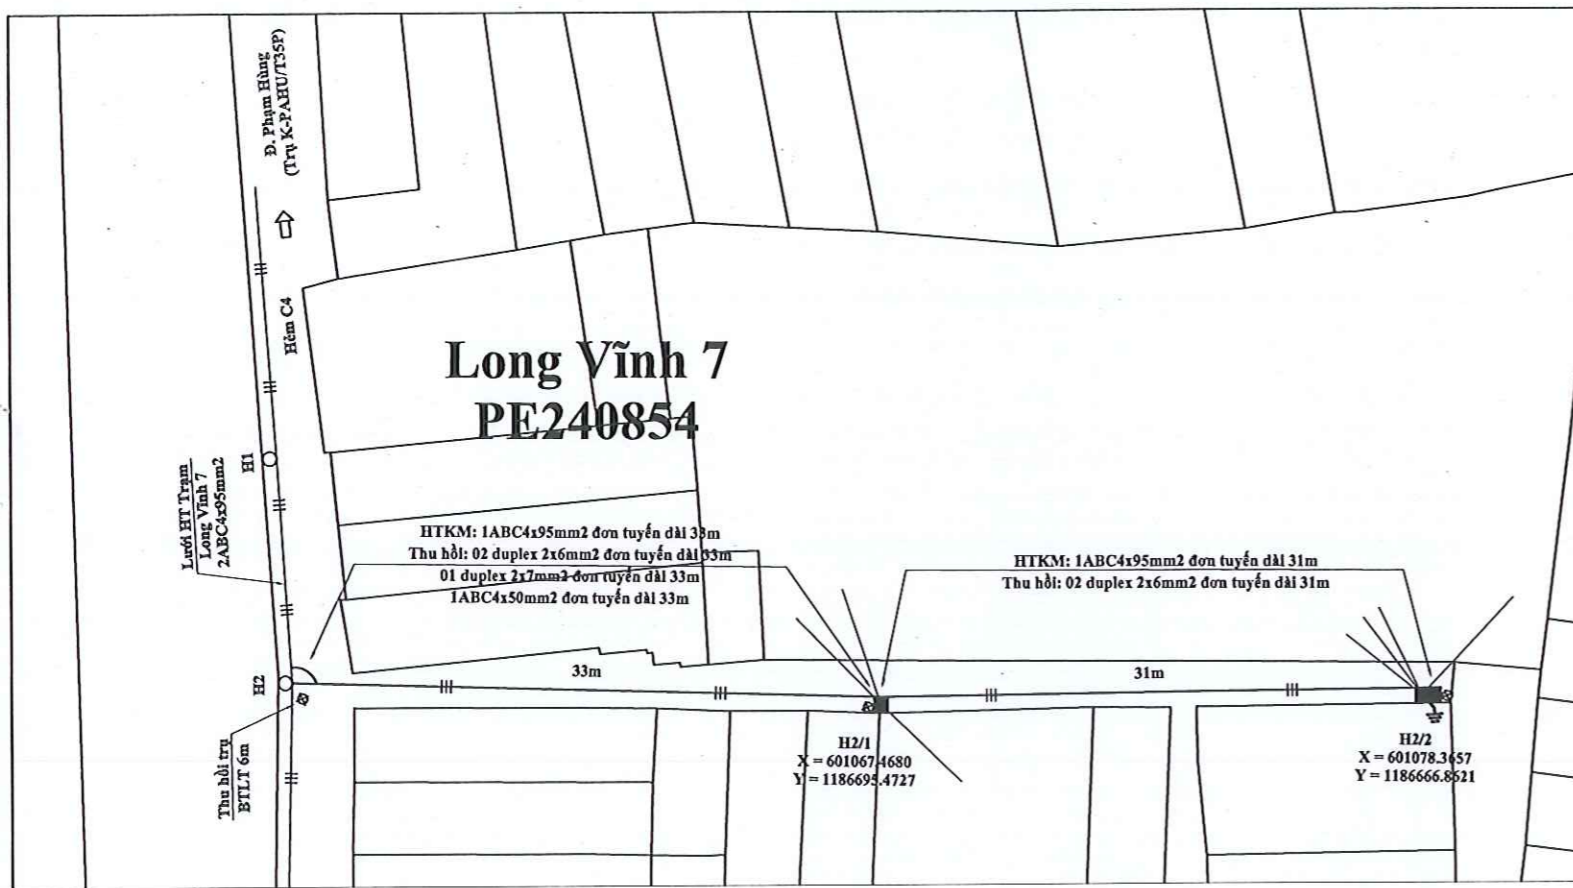 Đ. Phạm Hùng
(Trụ K-PAHU/T35P)
Hẻm C4
Long Vĩnh 7
PE240854
H1
Lưới HT Trạm
Long Vĩnh 7
2ABC4x95mm2
HTKM: 1ABC4x95mm2 đơn tuyến dài 33m
Thu hồi: 02 duplex 2x6mm2 đơn tuyến dài 33m
01 duplex 2x7mm2 đơn tuyến dài 33m
1ABC4x50mm2 đơn tuyến dài 33m
HTKM: 1ABC4x95mm2 đơn tuyến dài 31m
Thu hồi: 02 duplex 2x6mm2 đơn tuyến dài 31m
H2
33m
31m
Thu hồi trụ
BTLT 6m
H2/1
X = 601067.4680
Y = 1186695.4727
H2/2
X = 601078.3657
Y = 1186666.8621